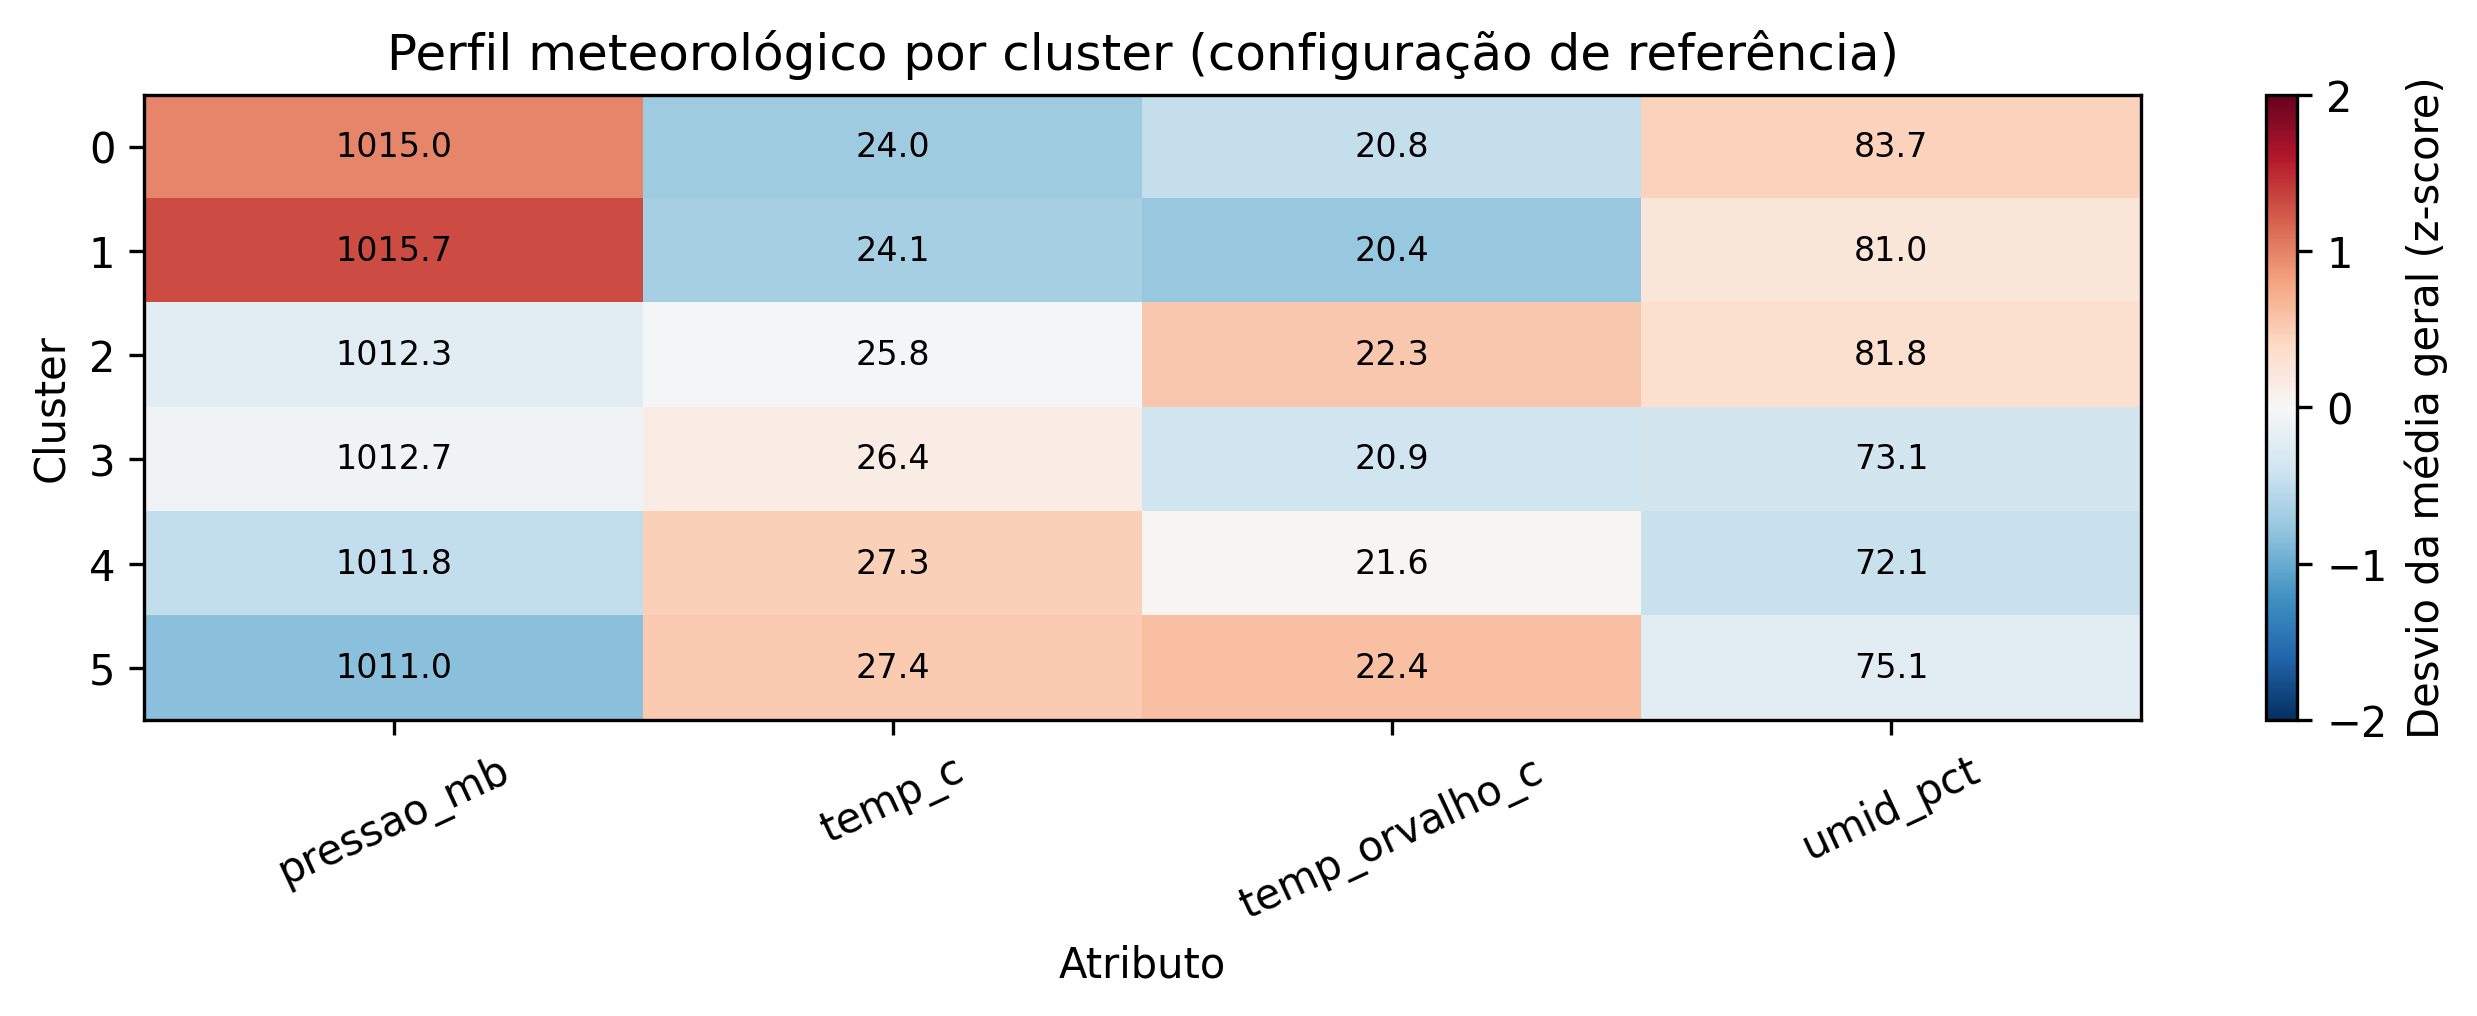 Perfil meteorológico por cluster (configuração de referência)
Cluster
0 1015.0 24.0 20.8 83.7
1 1015.7 24.1 20.4 81.0
2 1012.3 25.8 22.3 81.8
3 1012.7 26.4 20.9 73.1
4 1011.8 27.3 21.6 72.1
5 1011.0 27.4 22.4 75.1
pressao_mb temp_c temp_orvalho_c umid_pct
Atributo
2
1
0
−1
−2
Desvio da média geral (z-score)